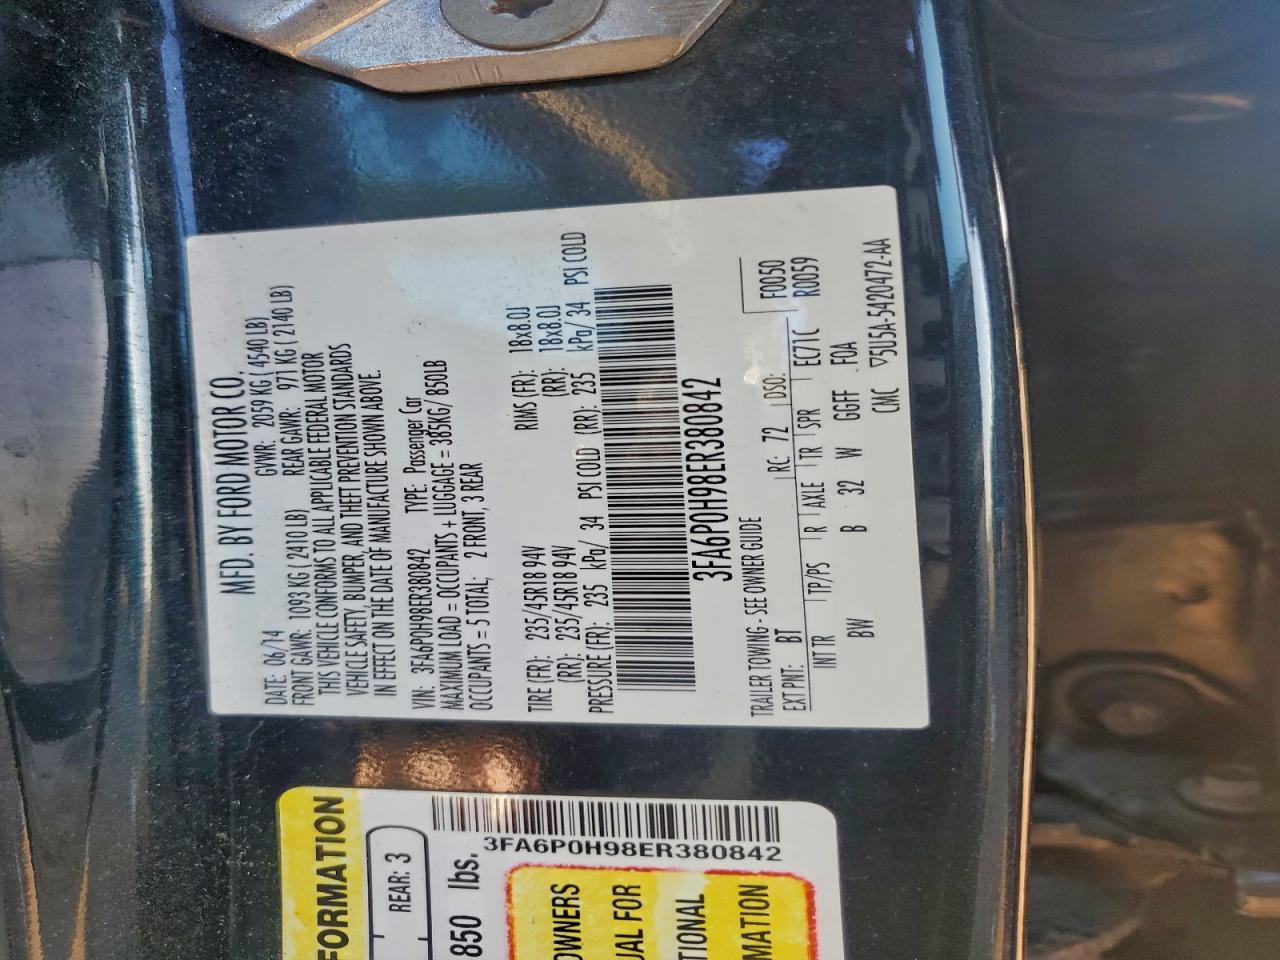 MFD. BY FORD MOTOR CO.
DATE: 06/14 GVWR: 2059 KG (4540 LB)
FRONT GAWR: 1093 KG (2410 LB) REAR GAWR: 971 KG (2140 LB)
THIS VEHICLE CONFORMS TO ALL APPLICABLE FEDERAL MOTOR
VEHICLE SAFETY, BUMPER, AND THEFT PREVENTION STANDARDS
IN EFFECT ON THE DATE OF MANUFACTURE SHOWN ABOVE.
VIN: 3FA6P0H98ER380842 TYPE: Passenger Car
MAXIMUM LOAD = OCCUPANTS + LUGGAGE = 385KG/ 850LB
OCCUPANTS = 5 TOTAL; 2 FRONT, 3 REAR
TIRE (FR): 235/45R18 94V RIMS (FR): 18x8.0J
(RR): 235/45R18 94V (RR): 18x8.0J
PRESSURE (FR): 235 kPa/ 34 PSI COLD (RR): 235 kPa/ 34 PSI COLD
3FA6P0H98ER380842
TRAILER TOWING - SEE OWNER GUIDE
EXT PNT: BT RC: 72 DSO: F0050
INT TR TP/PS R AXLE TR SPR EC71C R0059
BW B 32 W GGFF FOA
CMC 75U5A-5420472-AA
FORMATION
REAR: 3
850 lbs.
3FA6P0H98ER380842
OWNERS
UAL FOR
TIONAL
MATION